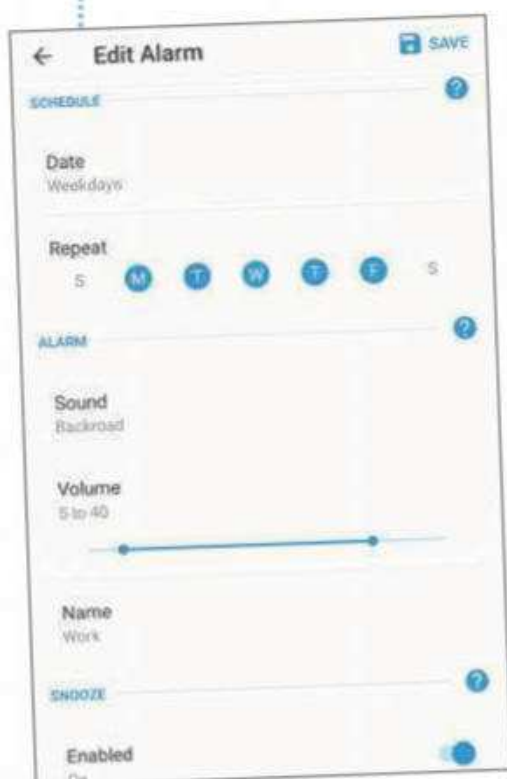 Edit Alarm SAVE
SCHEDULE ?
Date
Weekdays
Repeat
S M T W T F S
ALARM ?
Sound
Backroad
Volume
5 to 40
Name
Work
SNOOZE ?
Enabled